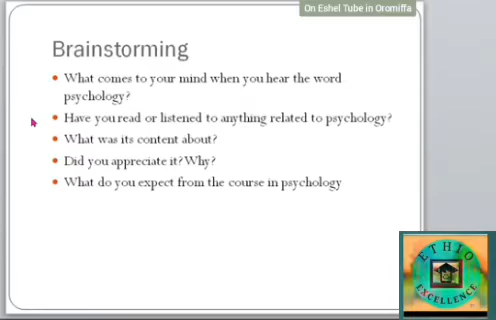 On Eshel Tube in Oromiffa
Brainstorming
• What comes to your mind when you hear the word
psychology?
• Have you read or listened to anything related to psychology?
• What was its content about?
• Did you appreciate it? Why?
• What do you expect from the course in psychology
ETHIO
EXCELLENCE